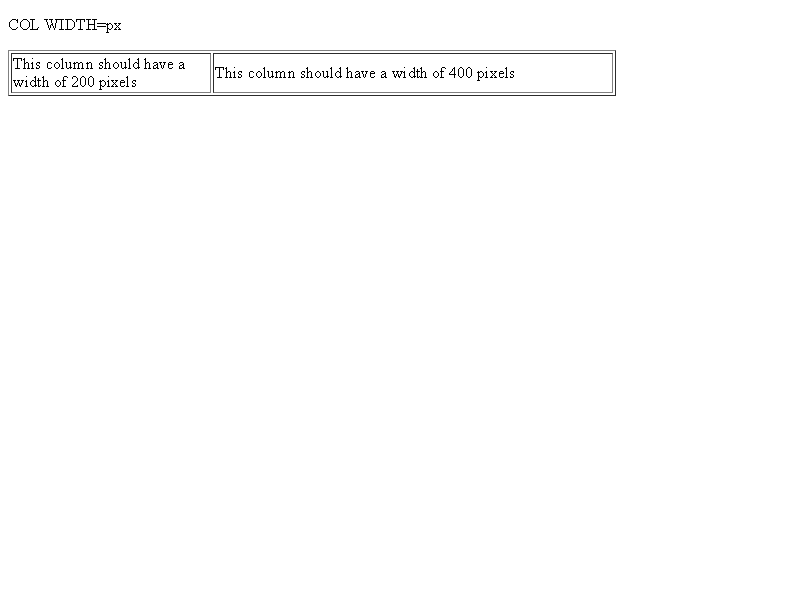 COL WIDTH=px
This column should have a
width of 200 pixels
This column should have a width of 400 pixels